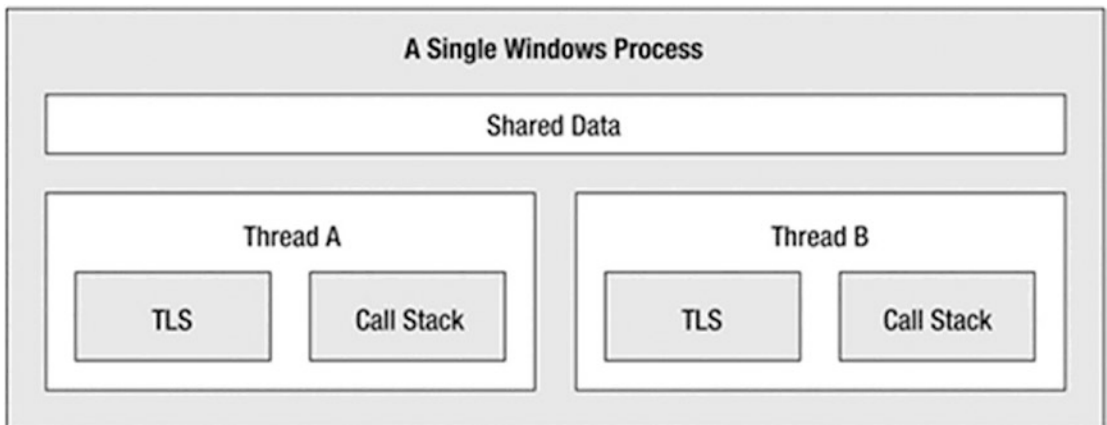 A Single Windows Process
Shared Data
Thread A
Thread B
TLS
Call Stack
TLS
Call Stack